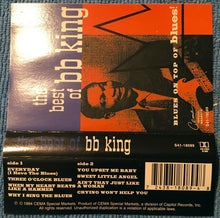 the best of bb king
BLUES ON TOP OF blues!
best of bb king
S41-18089
side 1
EVERYDAY
(I Have The Blues)
THREE O'CLOCK BLUES
WHEN MY HEART BEATS
LIKE A HAMMER
WHY I SING THE BLUES
side 2
YOU UPSET ME BABY
SWEET LITTLE ANGEL
AIN'T THAT JUST LIKE
A WOMAN
CRYING WON'T HELP YOU
© 1994 CEMA Special Markets. Product of CEMA Special Markets, a Division of Capitol Records, Inc.
All Rights Reserved. Unauthorized duplication is a violation of applicable laws.